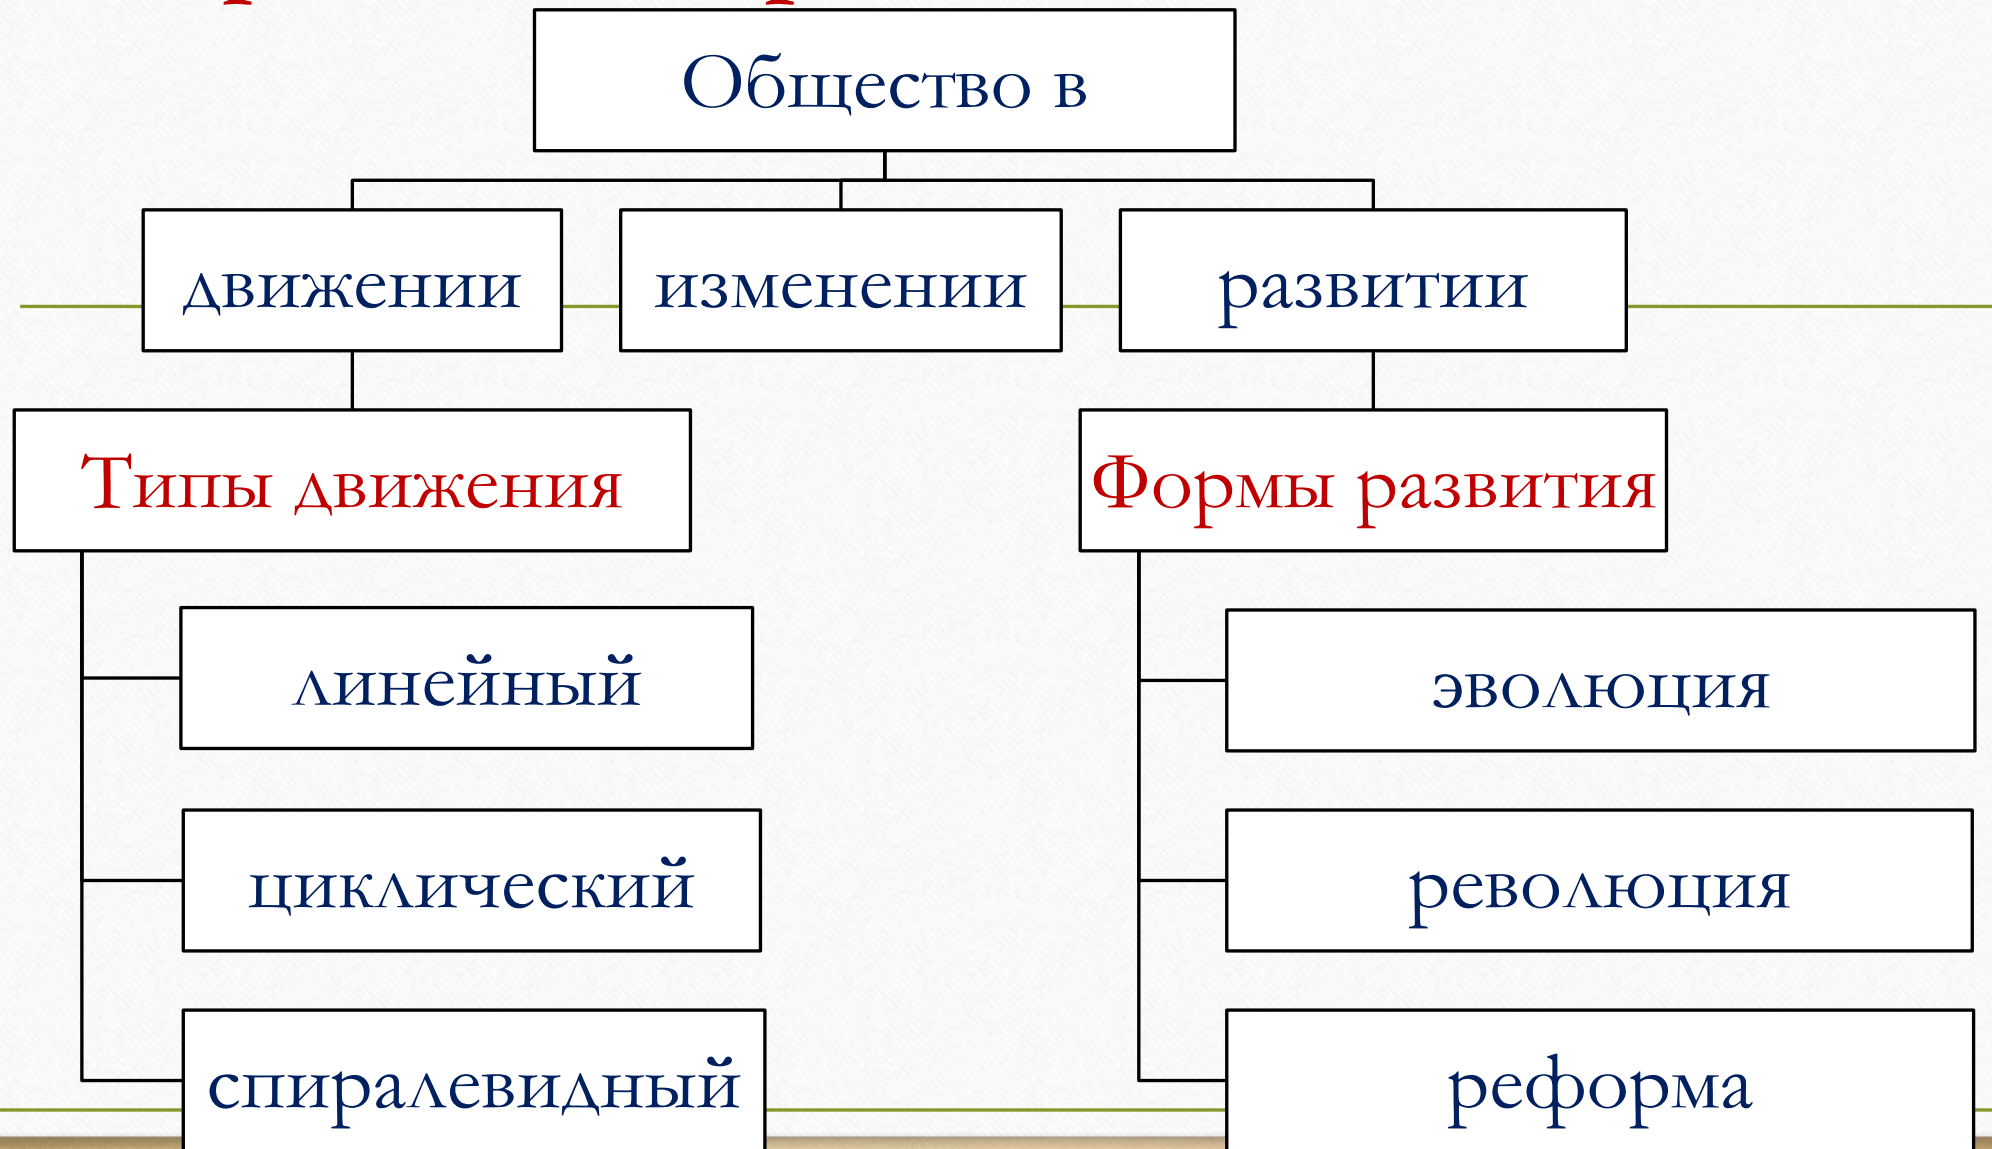 Общество в
движении
изменении
развитии
Типы движения
Формы развития
линейный
эволюция
циклический
революция
спиралевидный
реформа